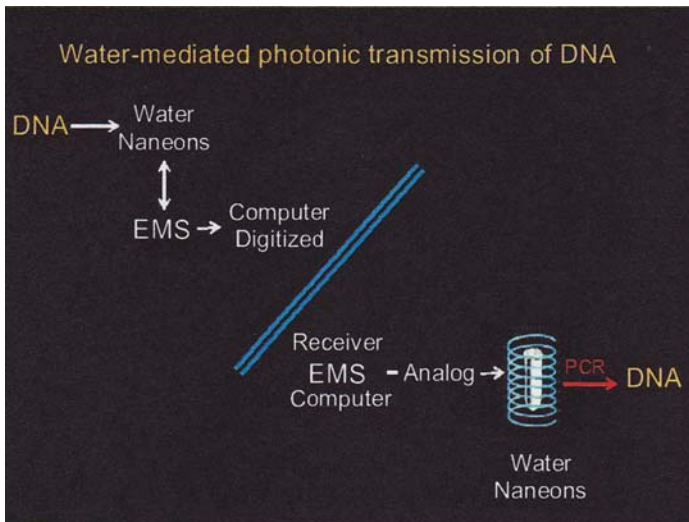 Water-mediated photonic transmission of DNA
DNA
Water
Naneons
EMS
Computer
Digitized
Receiver
EMS
Computer
Analog
PCR
DNA
Water
Naneons